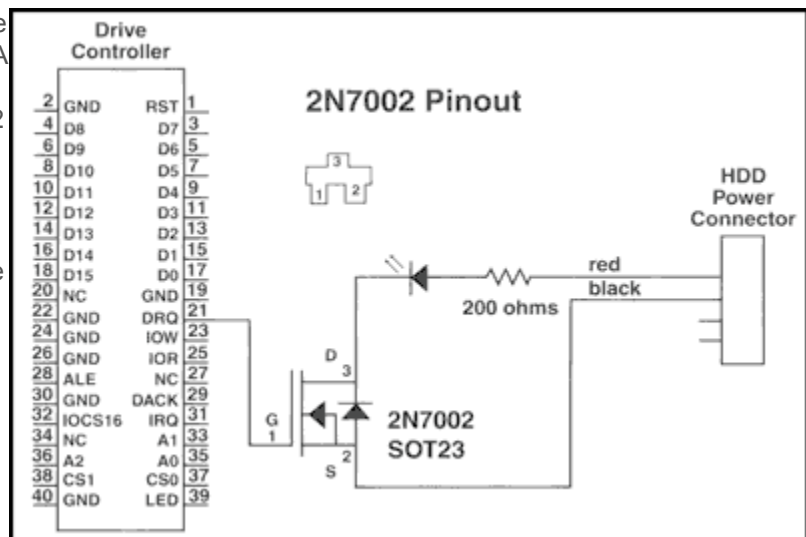 e
A
2
e
Drive
Controller
2 GND RST 1
4 D8 D7 3
6 D9 D6 5
8 D10 D5 7
10 D11 D4 9
12 D12 D3 11
14 D13 D2 13
16 D14 D1 15
18 D15 D0 17
20 NC GND 19
22 GND DRQ 21
24 GND IOW 23
26 GND IOR 25
28 ALE NC 27
30 GND DACK 29
32 IOCS16 IRQ 31
34 NC A1 33
36 A2 A0 35
38 CS1 CS0 37
40 GND LED 39
2N7002 Pinout
3
1 2
HDD
Power
Connector
red
black
200 ohms
D
3
G
1
2
S
2N7002
SOT23